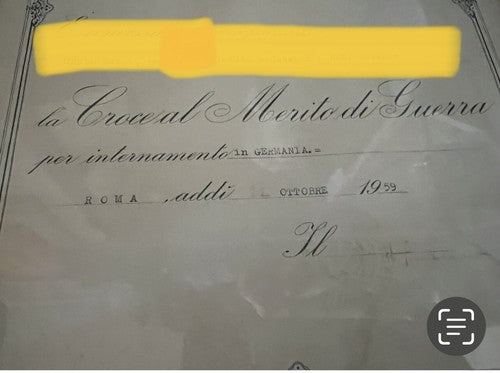 la Croce al Merito di Guerra
per internamento in GERMANIA.=
ROMA , addì OTTOBRE 1959
Il